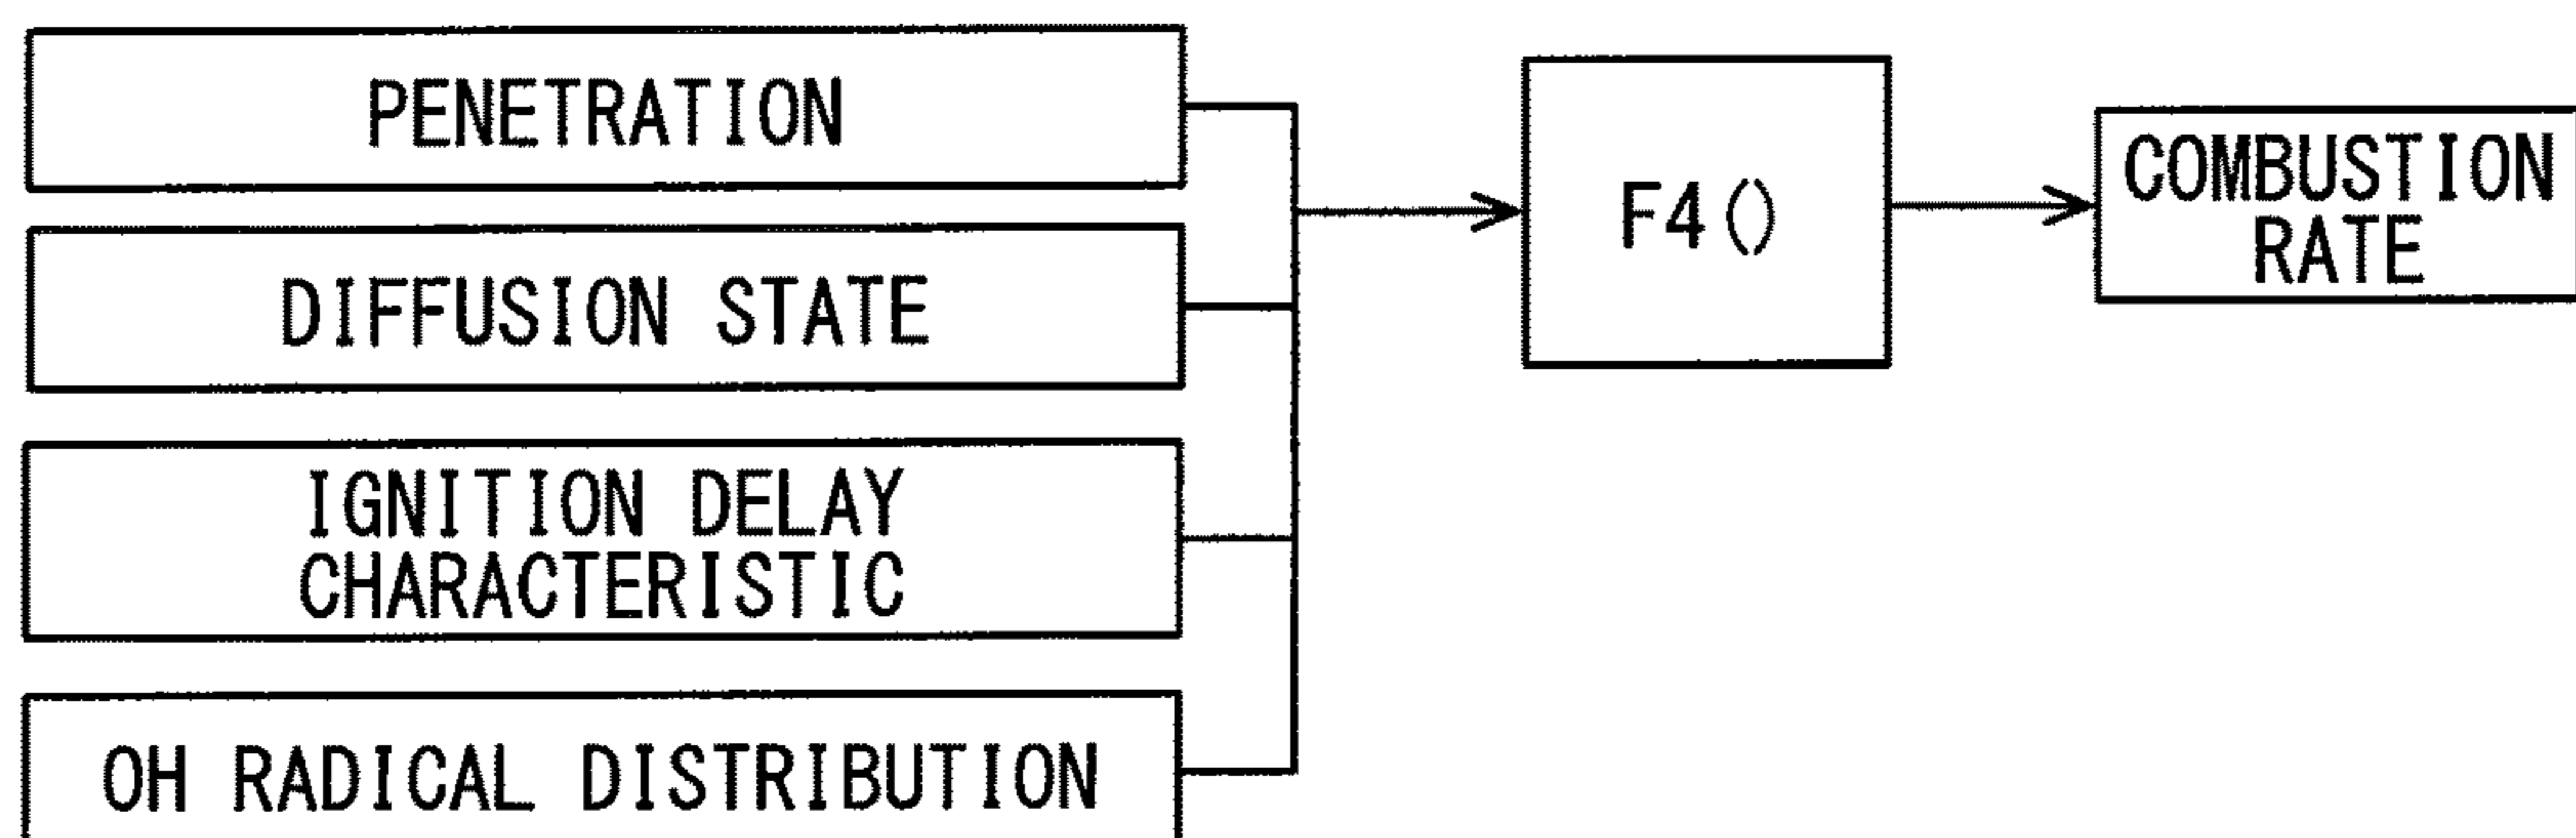 PENETRATION
DIFFUSION STATE
IGNITION DELAY
CHARACTERISTIC
OH RADICAL DISTRIBUTION
F4()
COMBUSTION
RATE